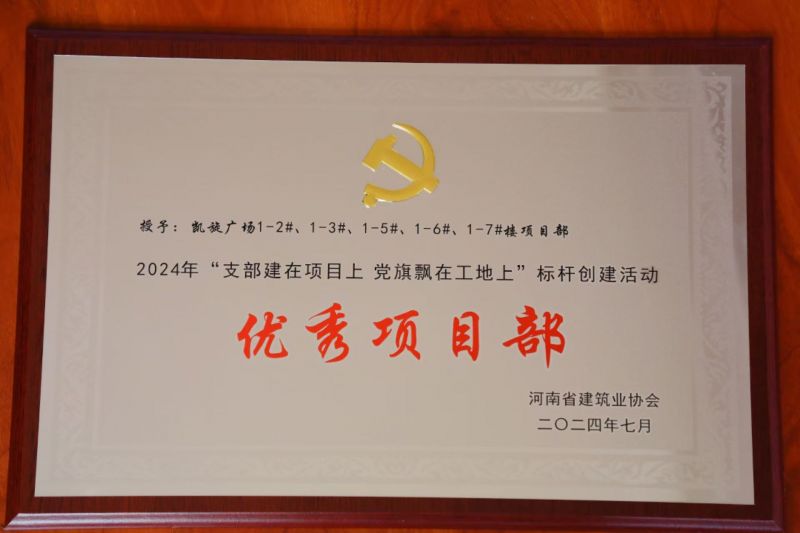 授予：凯旋广场1-2#、1-3#、1-5#、1-6#、1-7#楼项目部
2024年“支部建在项目上 党旗飘在工地上”标杆创建活动
优秀项目部
河南省建筑业协会
二〇二四年七月